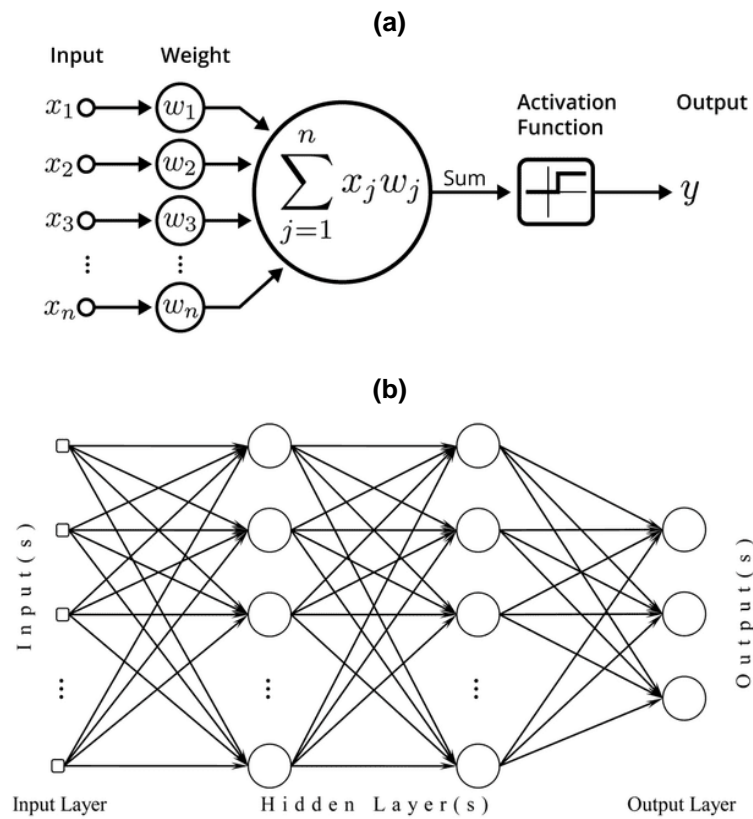 (a)
Input Weight Activation Function Output
x₁ w₁
x₂ w₂
x₃ w₃
⋮ ⋮
xₙ wₙ
n
∑ xⱼwⱼ
j=1
Sum
y
(b)
Input(s)
⋮ ⋮ ⋮
Output(s)
Input Layer Hidden Layer(s) Output Layer